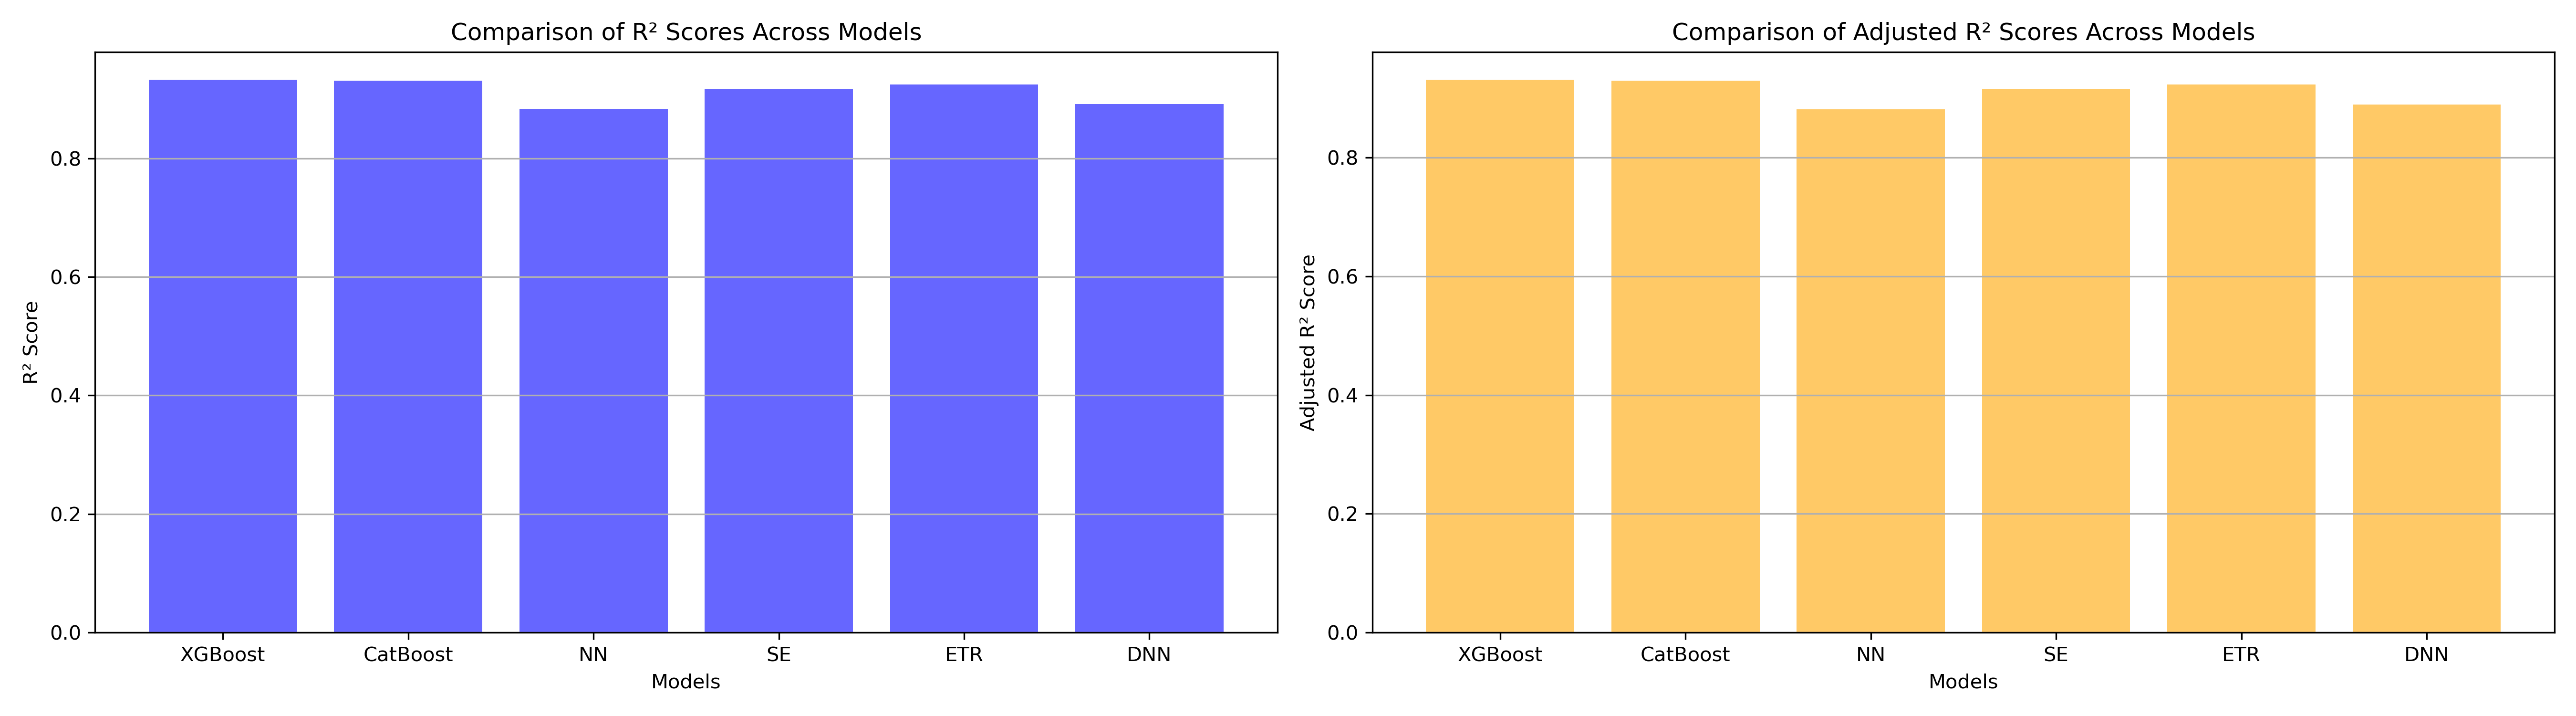 Comparison of R² Scores Across Models
R² Score
0.8
0.6
0.4
0.2
0.0
XGBoost CatBoost NN SE ETR DNN
Models
Comparison of Adjusted R² Scores Across Models
Adjusted R² Score
0.8
0.6
0.4
0.2
0.0
XGBoost CatBoost NN SE ETR DNN
Models